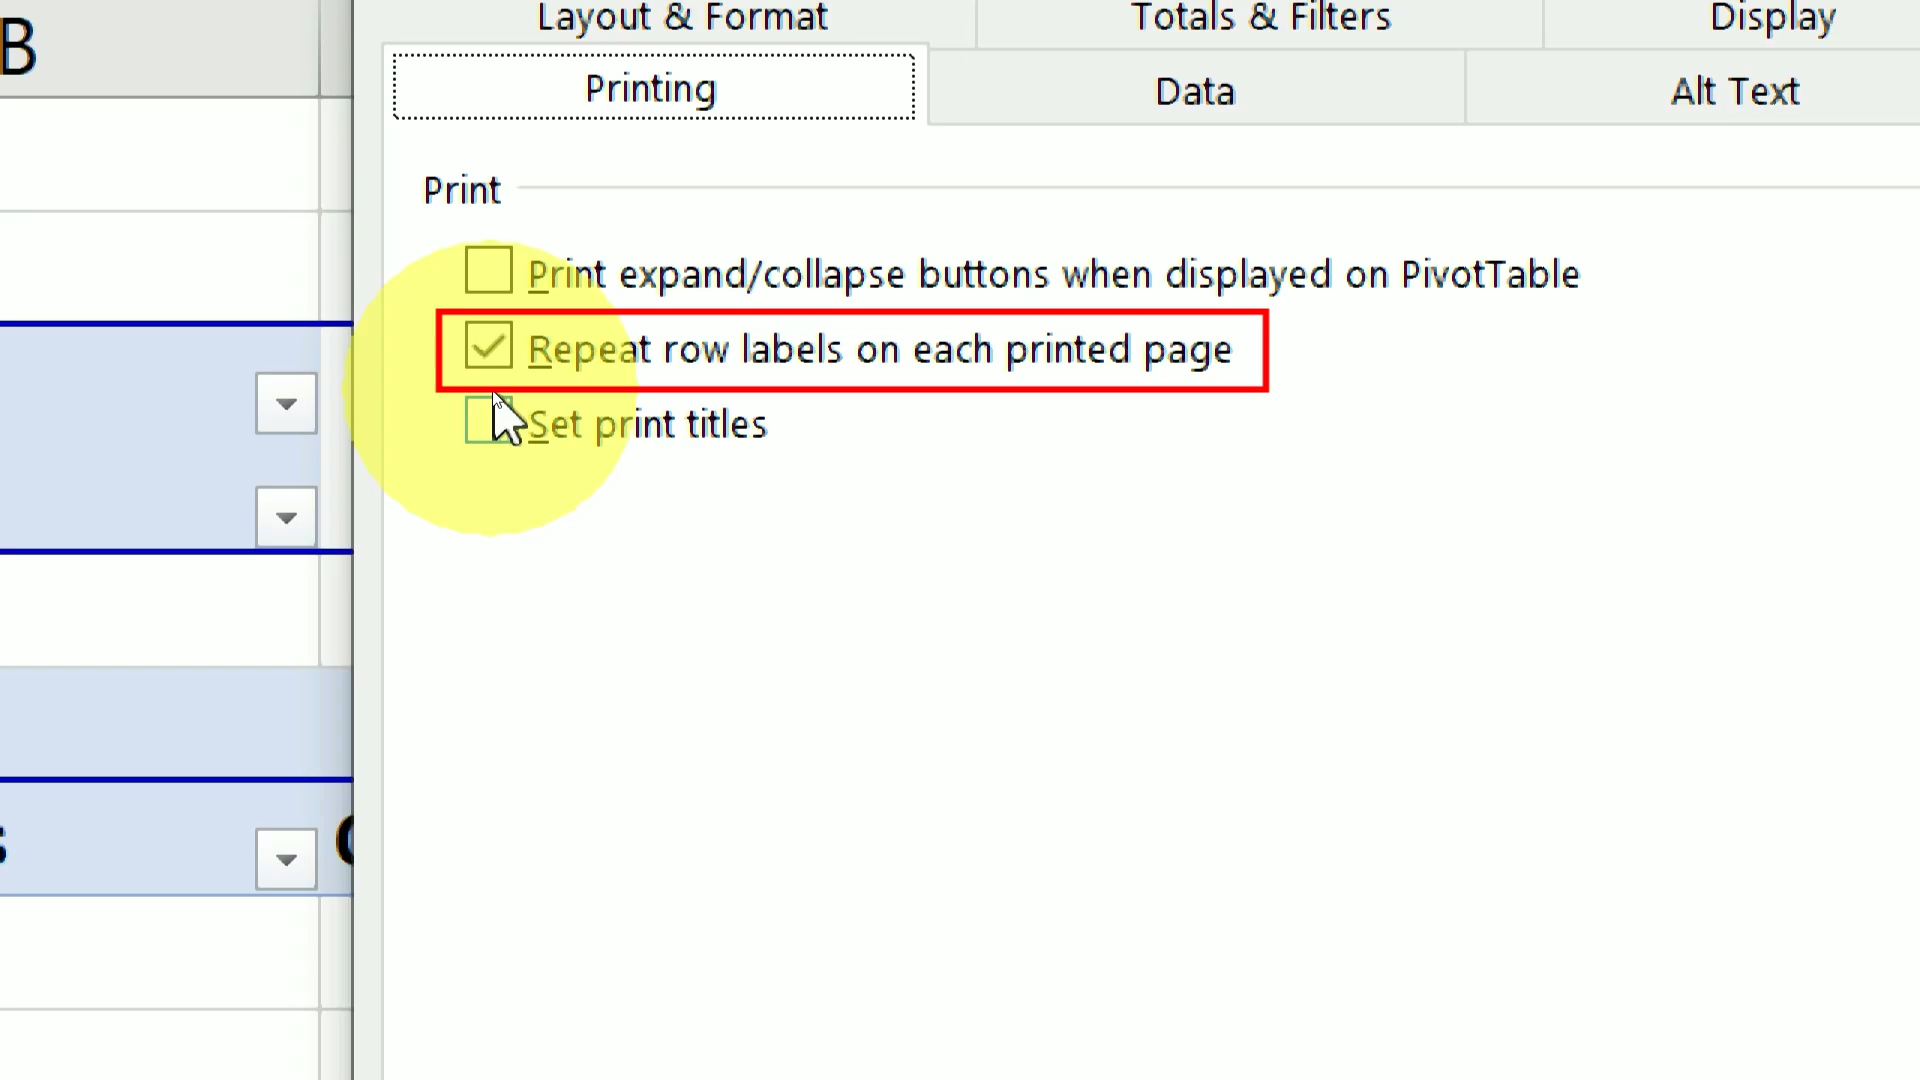 B
Layout & Format Totals & Filters Display
Printing Data Alt Text
Print
Print expand/collapse buttons when displayed on PivotTable
Repeat row labels on each printed page
Set print titles